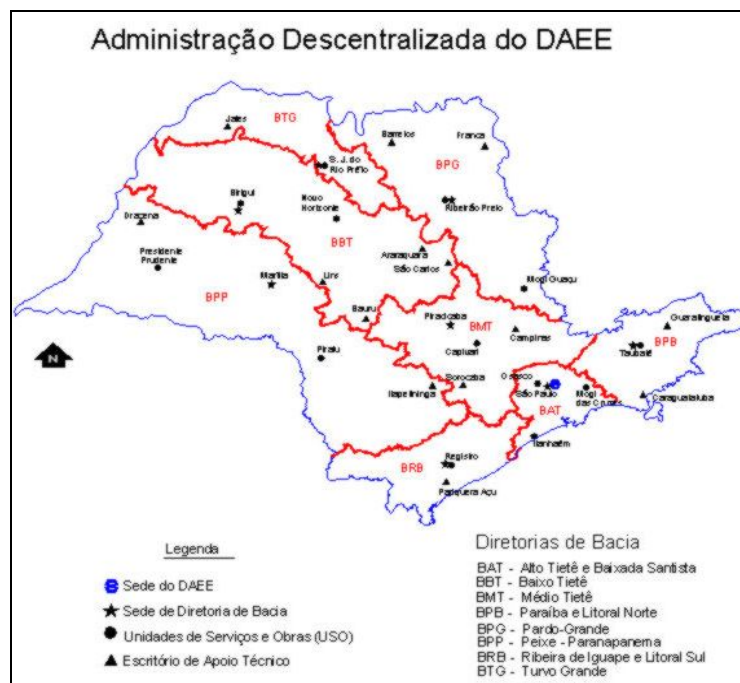 Administração Descentralizada do DAEE
Jales
BTG
Barretos
Franca
S. J. do
Rio Preto
BPG
Birigui
Novo
Horizonte
Ribeirão Preto
Dracena
BBT
Araraquara
São Carlos
Presidente
Prudente
Marília
Lins
Mogi Guaçu
BPP
Bauru
Piracicaba
BMT
Campinas
Guaratinguetá
BPB
Taubaté
N
Piraju
Capivari
Osasco
Itapetininga
Sorocaba
São Paulo
Mogi
das Cruzes
Caraguatatuba
BAT
Itanhaém
BRB
Registro
Pariquera Açu
Legenda
Sede do DAEE
Sede de Diretoria de Bacia
Unidades de Serviços e Obras (USO)
Escritório de Apoio Técnico
Diretorias de Bacia
BAT - Alto Tietê e Baixada Santista
BBT - Baixo Tietê
BMT - Médio Tietê
BPB - Paraíba e Litoral Norte
BPG - Pardo-Grande
BPP - Peixe - Paranapanema
BRB - Ribeira de Iguape e Litoral Sul
BTG - Turvo Grande